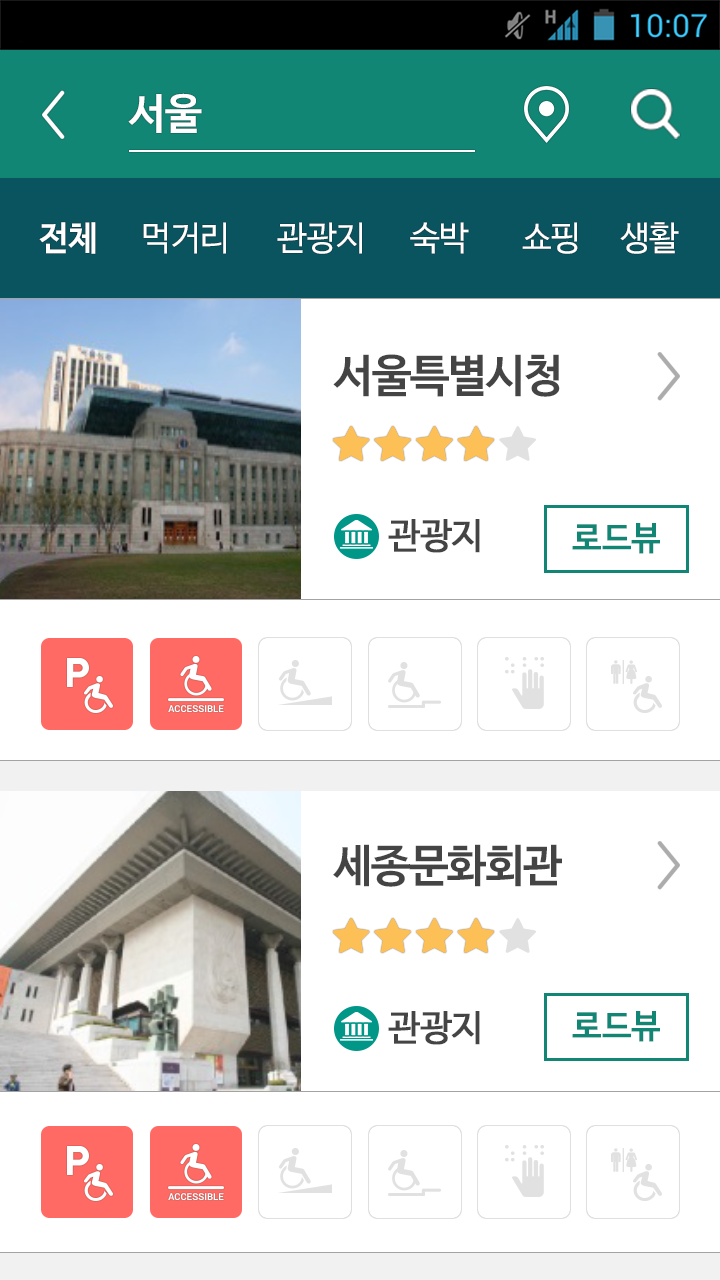 H 10:07
서울
전체 먹거리 관광지 숙박 쇼핑 생활
서울특별시청
관광지 로드뷰
P
ACCESSIBLE
세종문화회관
관광지 로드뷰
P
ACCESSIBLE